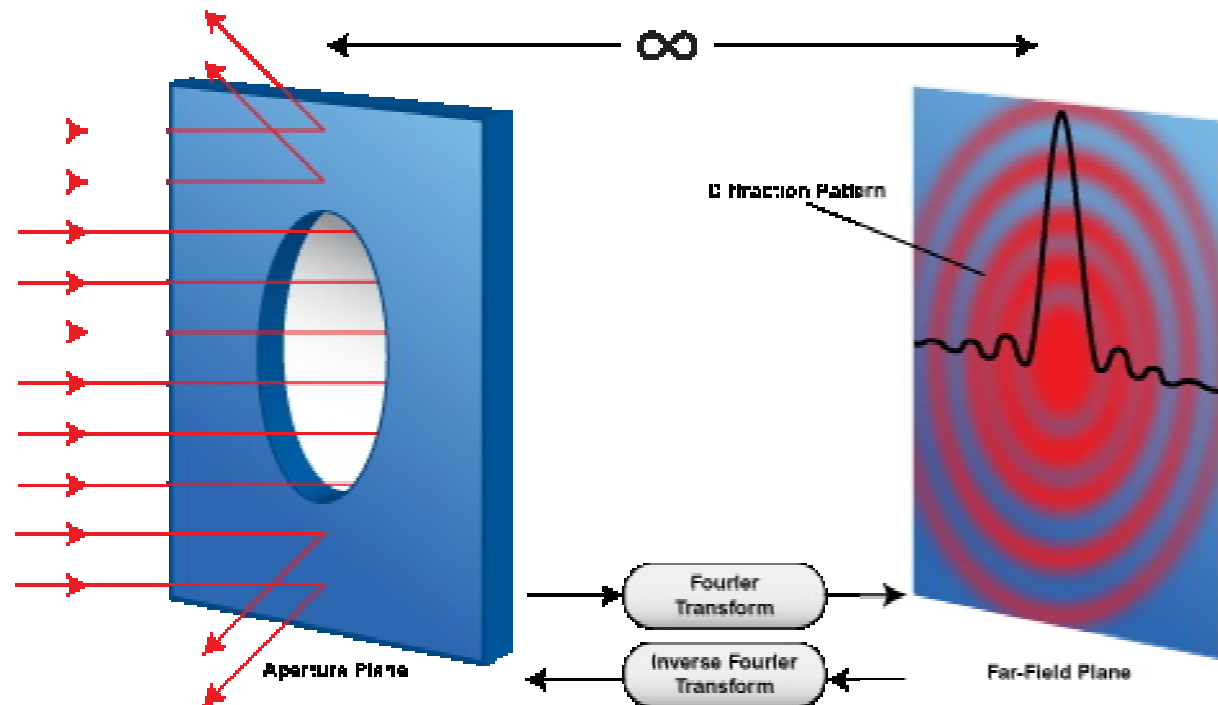 ∞
Diffraction Pattern
Fourier
Transform
Inverse Fourier
Transform
Aperture Plane
Far-Field Plane